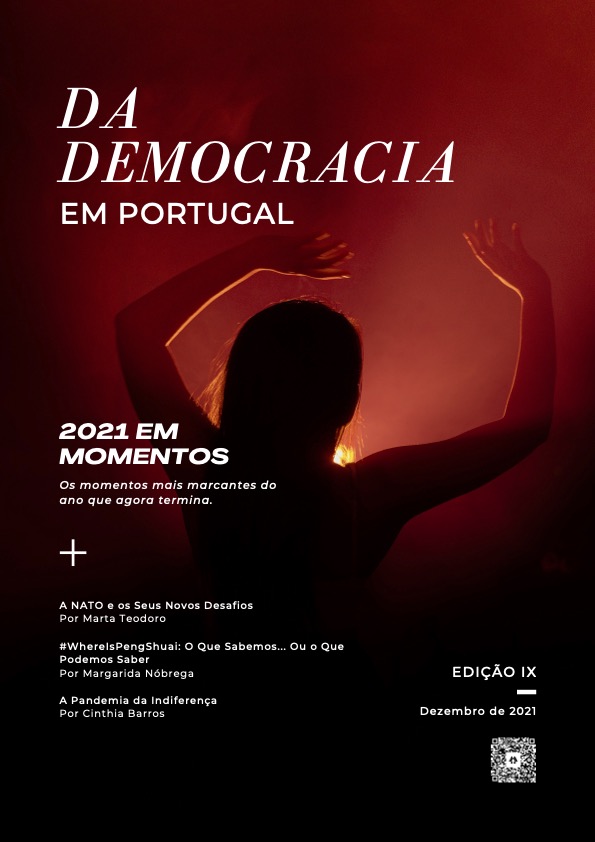 DA
DEMOCRACIA
EM PORTUGAL
2021 EM
MOMENTOS
Os momentos mais marcantes do
ano que agora termina.
+
A NATO e os Seus Novos Desafios
Por Marta Teodoro
#WhereIsPengShuai: O Que Sabemos... Ou o Que
Podemos Saber
Por Margarida Nóbrega
A Pandemia da Indiferença
Por Cinthia Barros
EDIÇÃO IX
Dezembro de 2021